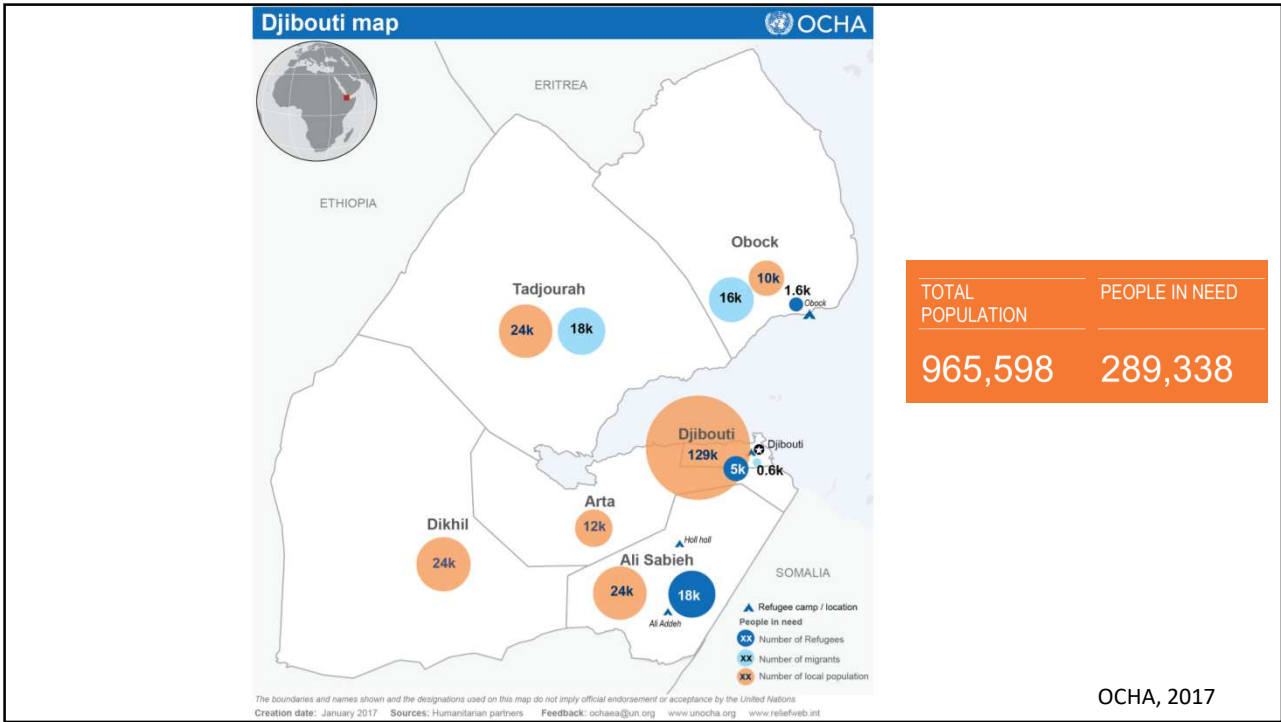 Djibouti map
OCHA
ERITREA
ETHIOPIA
Obock
10k
16k
1.6k
Obock
Tadjourah
24k
18k
Djibouti
129k
Djibouti
5k
0.6k
Arta
12k
Dikhil
24k
Holl holl
Ali Sabieh
24k
18k
Ali Addeh
SOMALIA
Refugee camp / location
People in need
XX Number of Refugees
XX Number of migrants
XX Number of local population
The boundaries and names shown and the designations used on this map do not imply official endorsement or acceptance by the United Nations
Creation date: January 2017 Sources: Humanitarian partners Feedback: ochaea@un.org www.unocha.org www.reliefweb.int
TOTAL
POPULATION
965,598
PEOPLE IN NEED
289,338
OCHA, 2017